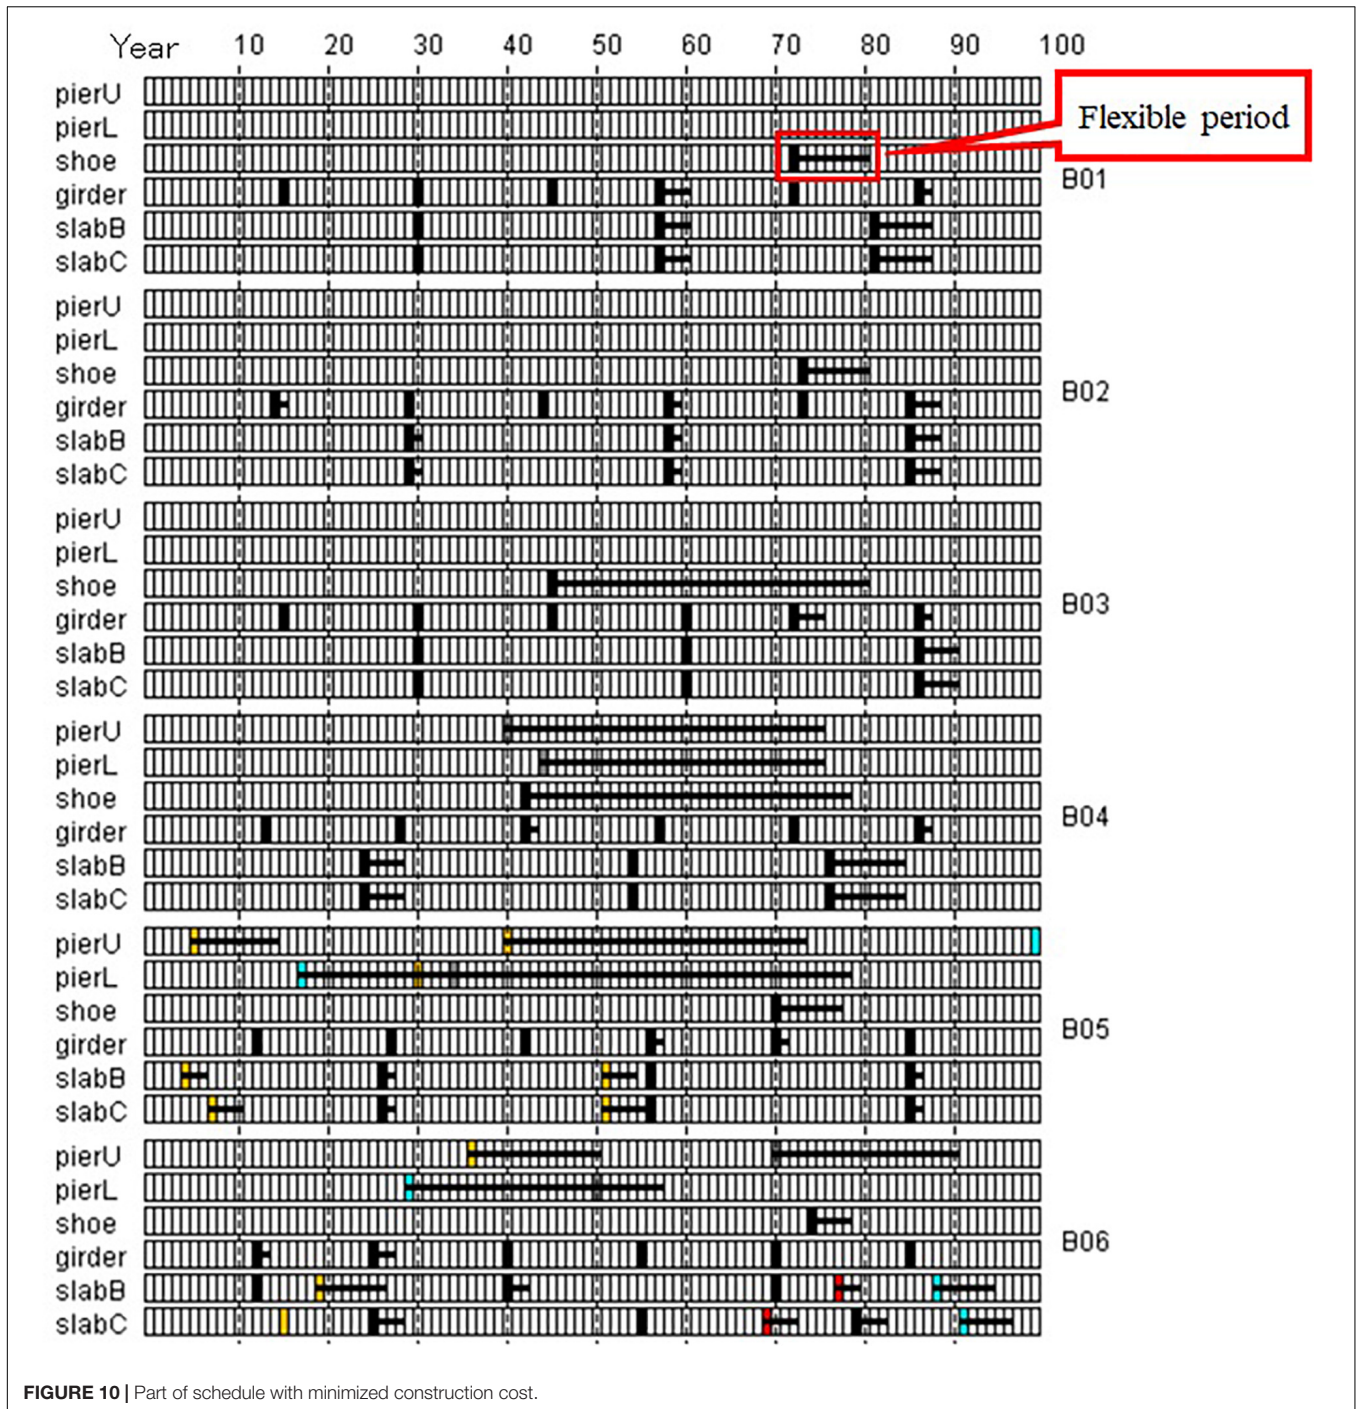 Year 10 20 30 40 50 60 70 80 90 100
pierU
pierL
Flexible period
shoe
B01
girder
slabB
slabC
pierU
pierL
shoe
B02
girder
slabB
slabC
pierU
pierL
shoe
B03
girder
slabB
slabC
pierU
pierL
shoe
B04
girder
slabB
slabC
pierU
pierL
shoe
B05
girder
slabB
slabC
pierU
pierL
shoe
B06
girder
slabB
slabC
FIGURE 10 | Part of schedule with minimized construction cost.